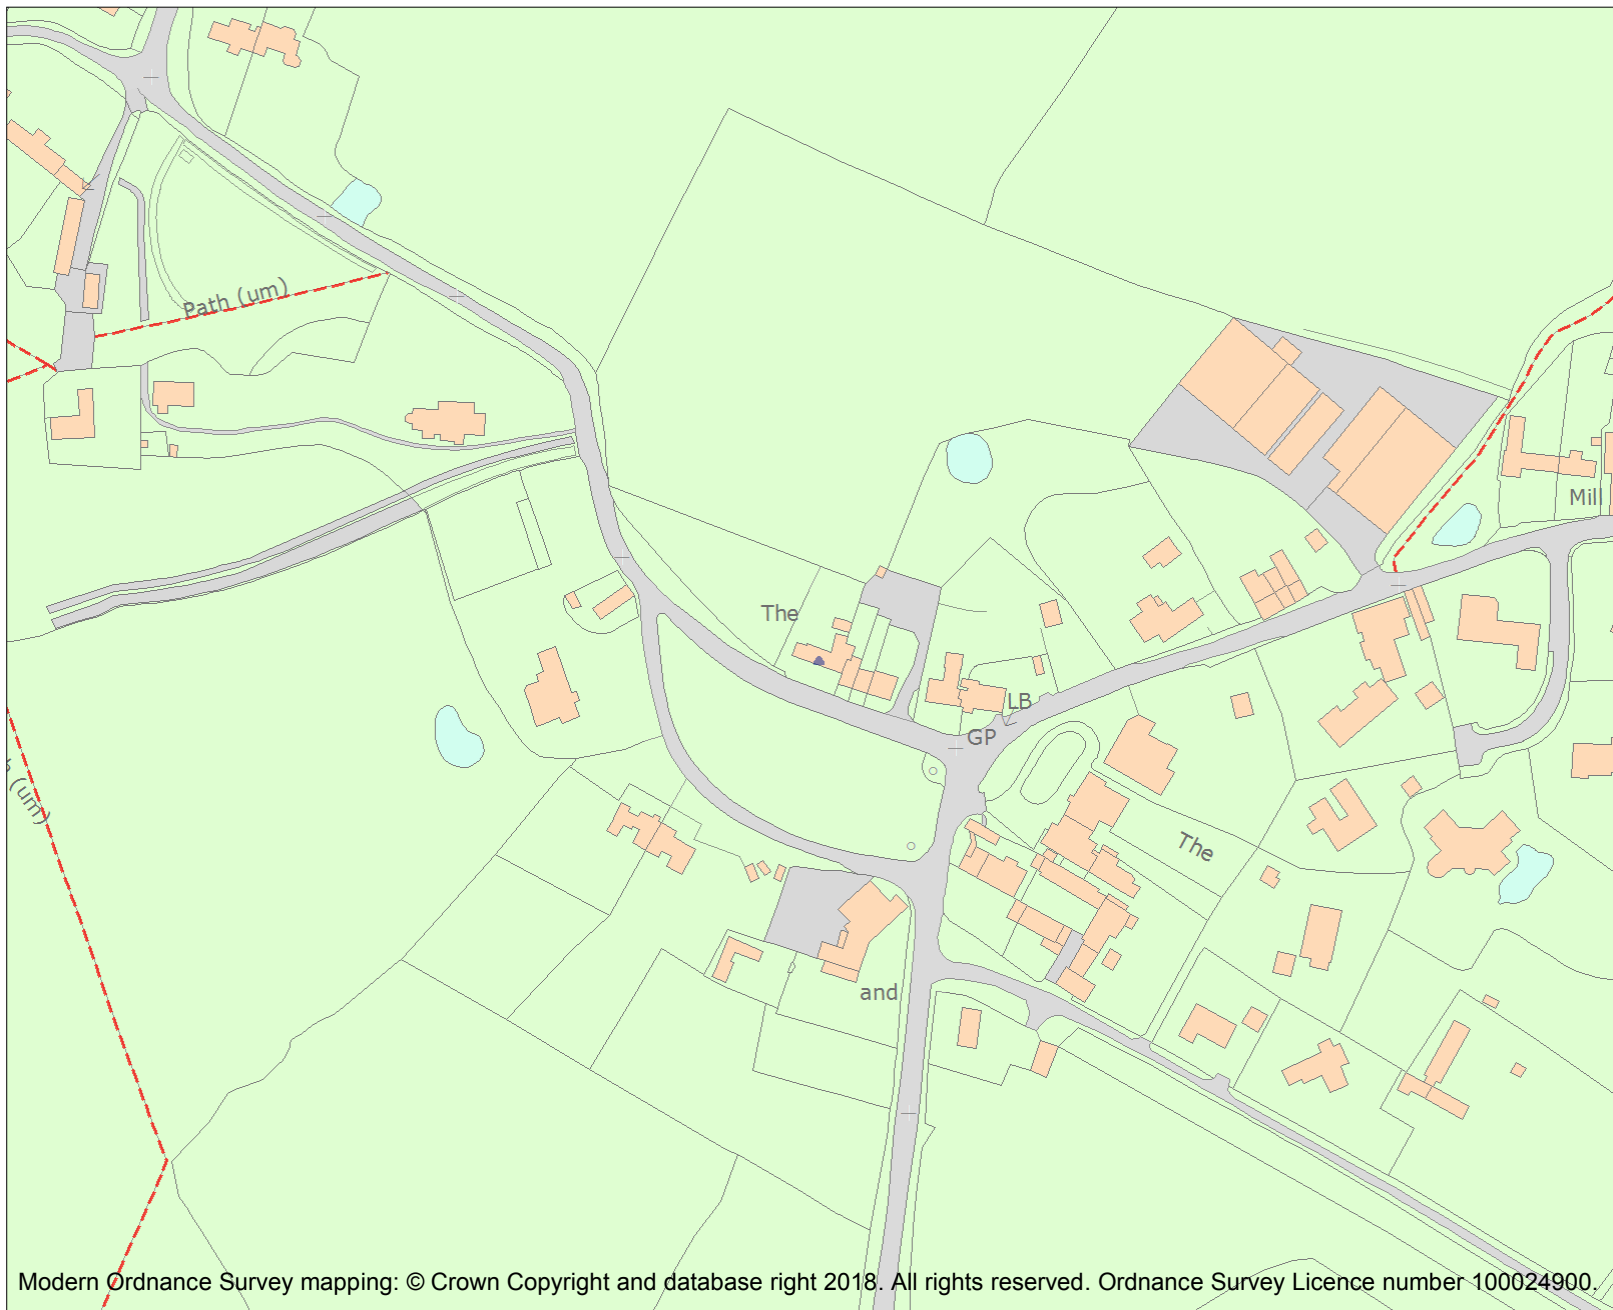 Path (um)
Mill
The
LB
GP
h (um)
The
and
Modern Ordnance Survey mapping: © Crown Copyright and database right 2018. All rights reserved. Ordnance Survey Licence number 100024900.